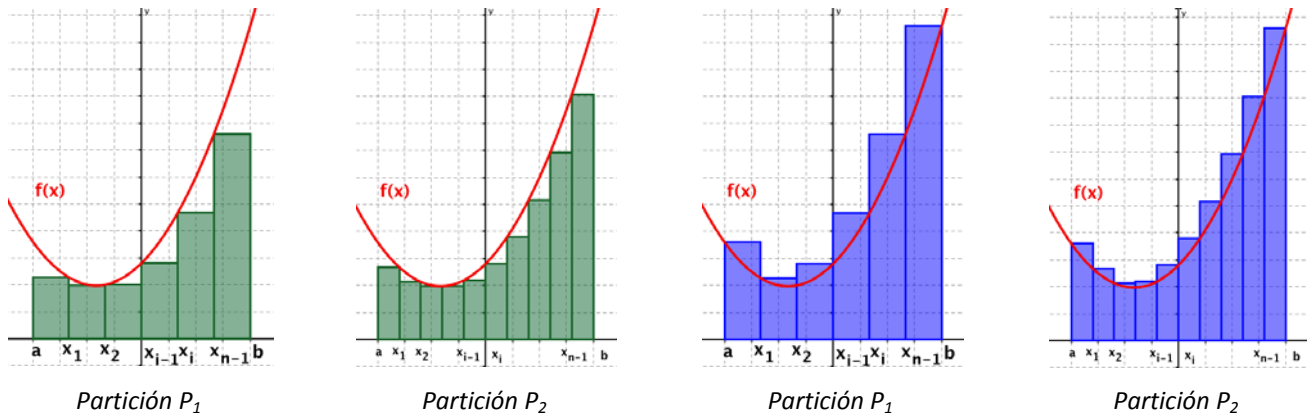 y
f(x)
a x₁ x₂ xᵢ₋₁ xᵢ xₙ₋₁ b
Partición P₁
y
f(x)
a x₁ x₂ xᵢ₋₁ xᵢ xₙ₋₁ b
Partición P₂
y
f(x)
a x₁ x₂ xᵢ₋₁ xᵢ xₙ₋₁ b
Partición P₁
y
f(x)
a x₁ x₂ xᵢ₋₁ xᵢ xₙ₋₁ b
Partición P₂